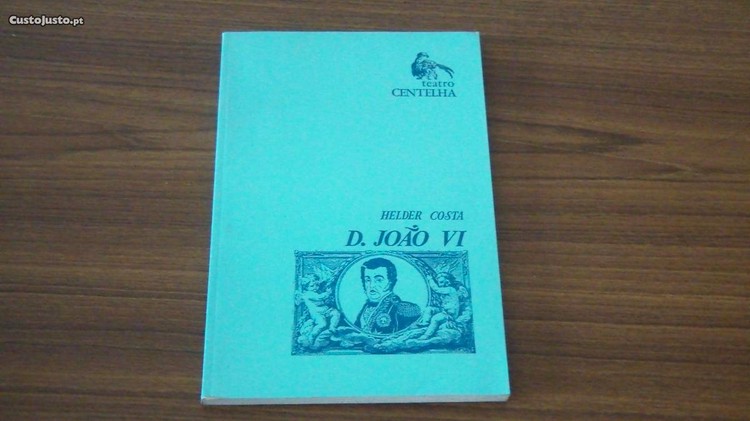 CustoJusto.pt
teatro
CENTELHA
HELDER COSTA
D. JOÃO VI